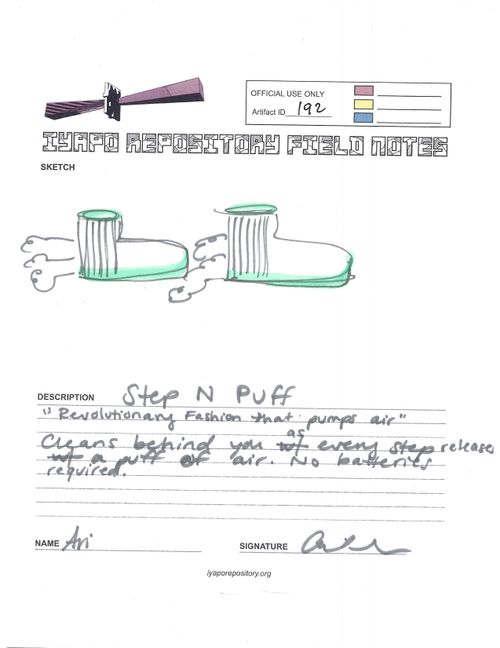 OFFICIAL USE ONLY
Artifact ID 192
IYAPO REPOSITORY FIELD NOTES
SKETCH
DESCRIPTION Step N Puff
"Revolutionary Fashion that pumps air"
Cleans behind you as every step releases
a puff of air. No batteries
required.
NAME Ari
SIGNATURE
iyaporepository.org